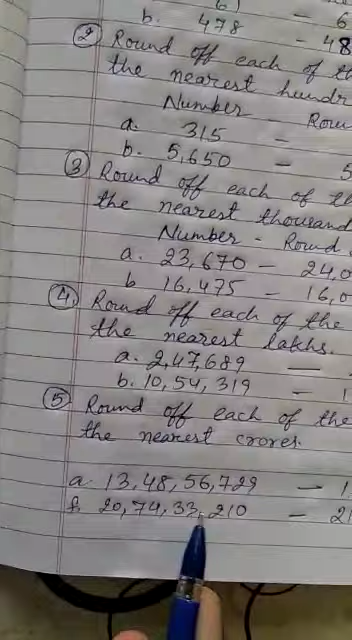 6)
b. 478 - 48
② Round off each of th
the nearest hundr
Number - Roun
a. 315 -
b. 5,650 - 5
③ Round off each of th
the nearest thousand
Number - Round
a. 23,670 - 24,0
b 16,475 - 16,0
④ Round off each of the
the nearest lakhs.
a. 2,47,689 -
b. 10,54,319 - 1
⑤ Round off each of the
the nearest crores.
a. 13,48,56,729 - 1
b. 20,74,33,210 - 21